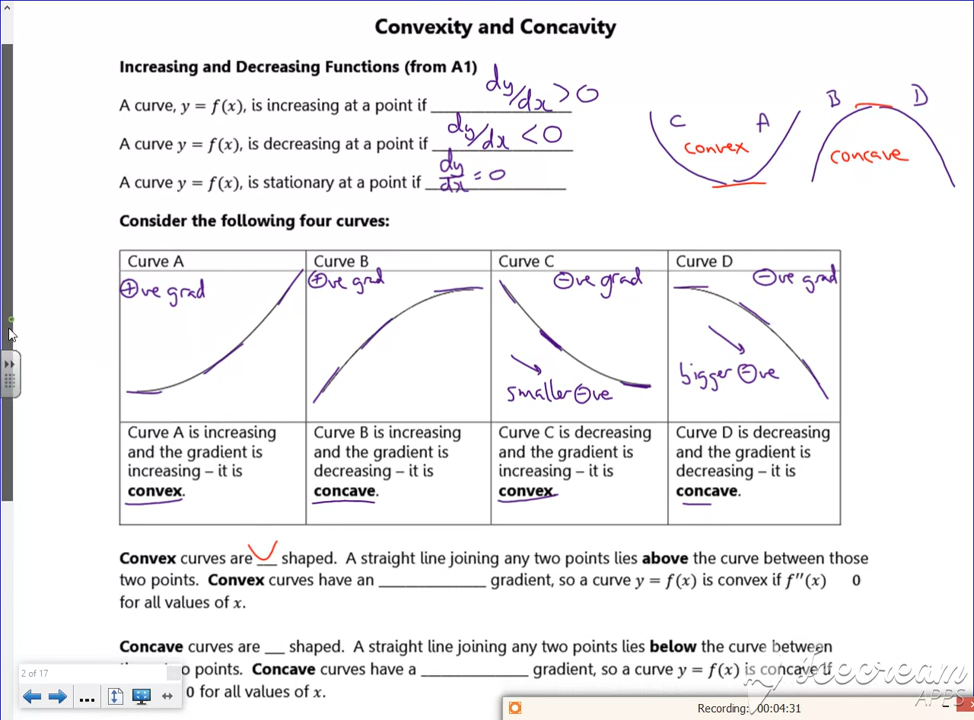 Convexity and Concavity
Increasing and Decreasing Functions (from A1)
A curve, y = f(x), is increasing at a point if dy/dx > 0
A curve y = f(x), is decreasing at a point if dy/dx < 0
A curve y = f(x), is stationary at a point if dy/dx = 0
C A
convex
B D
concave
Consider the following four curves:
Curve A Curve B Curve C Curve D
⊕ve grad ⊕ve grad ⊖ve grad ⊖ve grad
smaller ⊖ve bigger ⊖ve
Curve A is increasing
and the gradient is
increasing – it is
convex.
Curve B is increasing
and the gradient is
decreasing – it is
concave.
Curve C is decreasing
and the gradient is
increasing – it is
convex.
Curve D is decreasing
and the gradient is
decreasing – it is
concave.
Convex curves are __ shaped. A straight line joining any two points lies above the curve between those
two points. Convex curves have an ____________ gradient, so a curve y = f(x) is convex if f''(x) 0
for all values of x.
Concave curves are __ shaped. A straight line joining any two points lies below the curve between
o points. Concave curves have a ____________ gradient, so a curve y = f(x) is concave if
0 for all values of x.
2 of 17
Icecream
APPS
Recording: 00:04:31